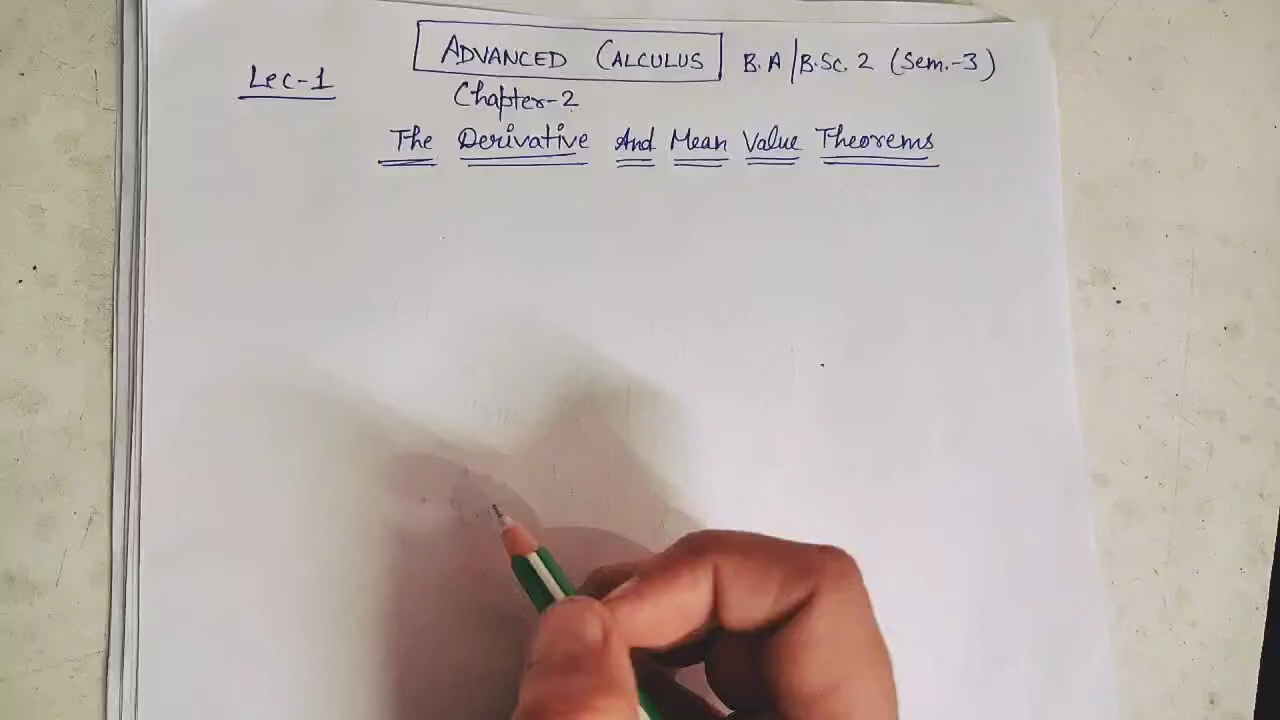 ADVANCED CALCULUS B.A/B.Sc. 2 (Sem.-3)
Lec-1
Chapter-2
The Derivative And Mean Value Theorems